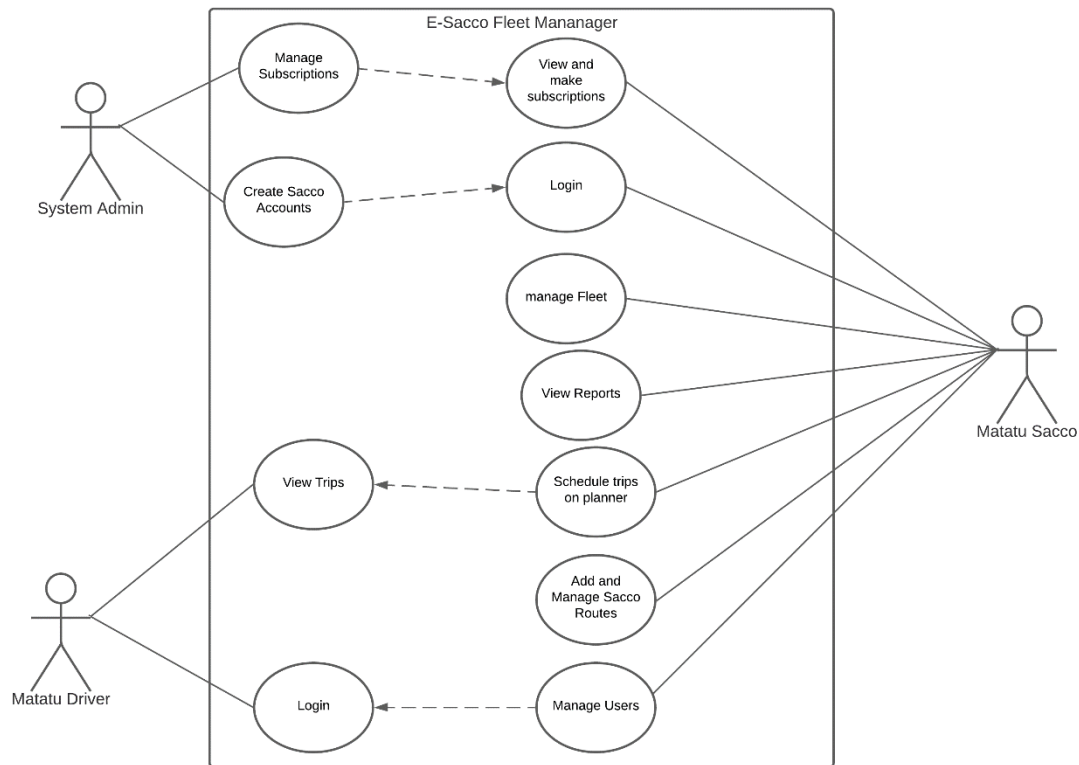 E-Sacco Fleet Mananager
Manage
Subscriptions
View and
make
subscriptions
System Admin
Create Sacco
Accounts
Login
manage Fleet
Matatu Sacco
View Reports
View Trips
Schedule trips
on planner
Add and
Manage Sacco
Routes
Matatu Driver
Login
Manage Users